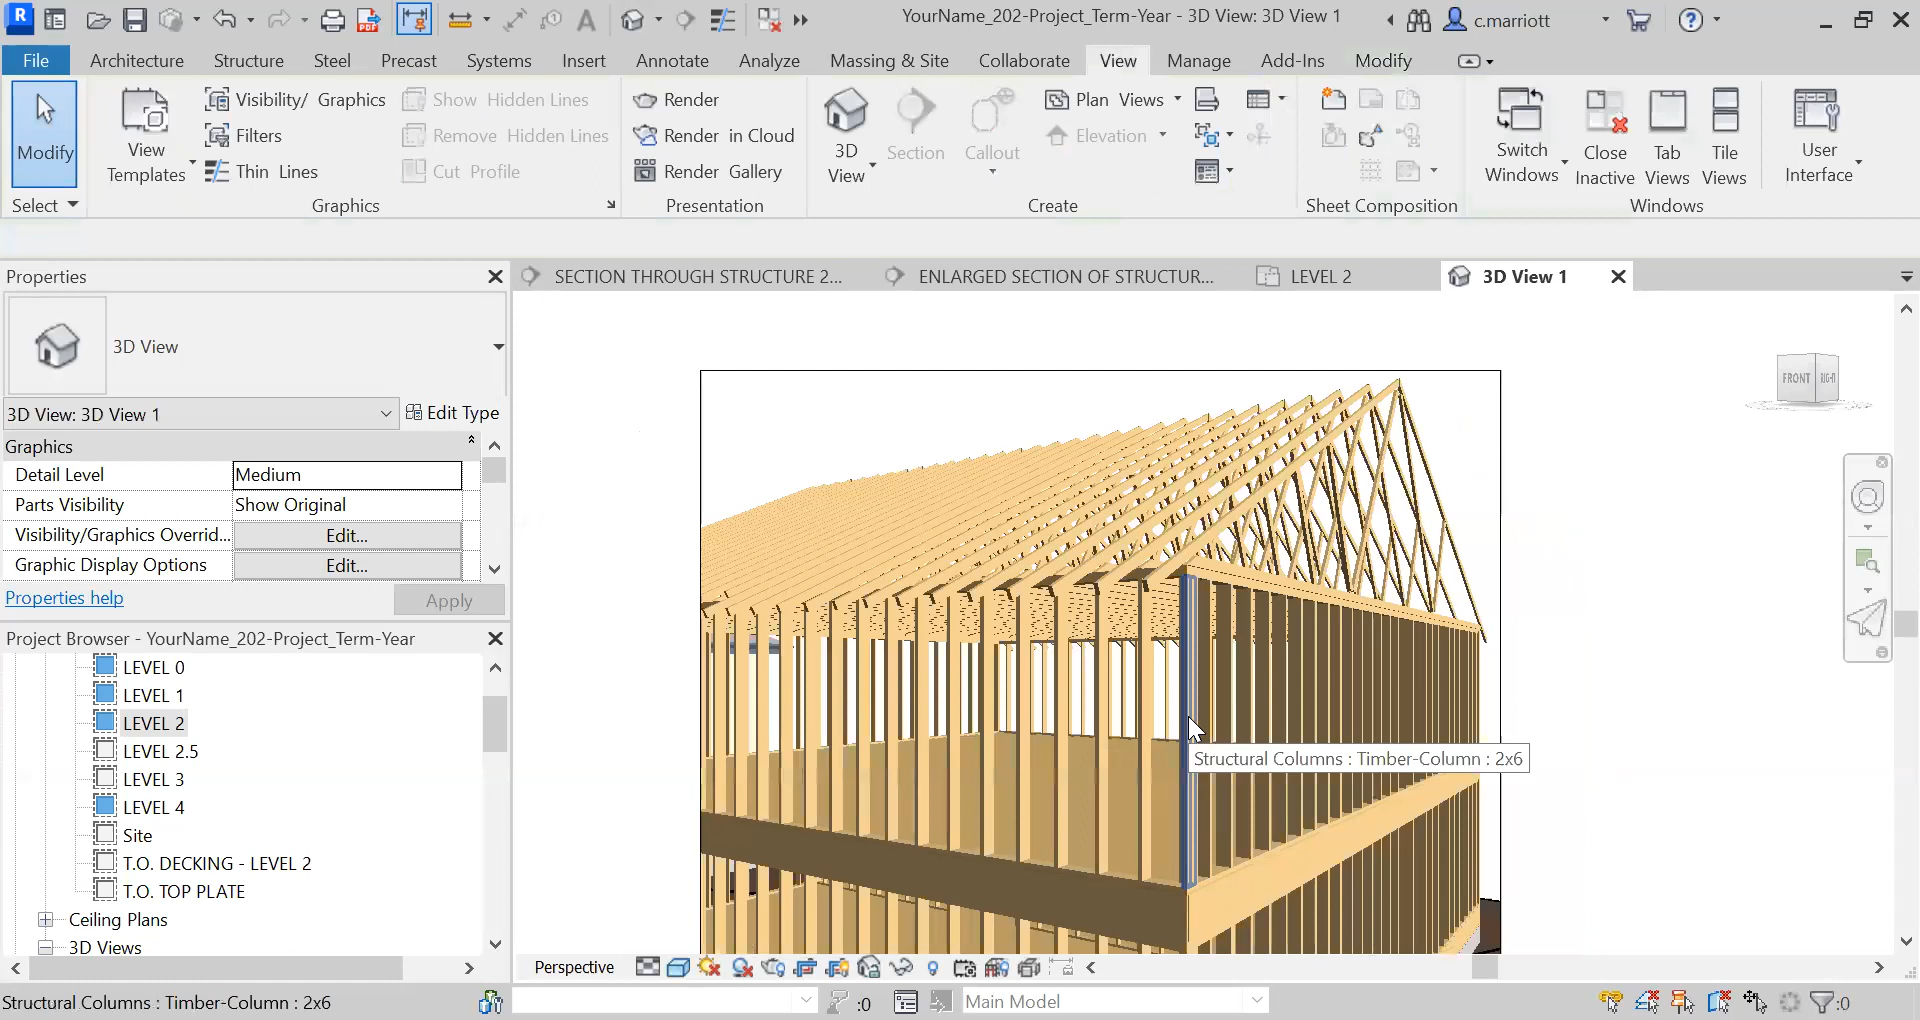 YourName_202-Project_Term-Year - 3D View: 3D View 1
c.marriott
File Architecture Structure Steel Precast Systems Insert Annotate Analyze Massing & Site Collaborate View Manage Add-Ins Modify
Modify
Select
View Templates
Visibility/ Graphics
Filters
Thin Lines
Show Hidden Lines
Remove Hidden Lines
Cut Profile
Graphics
Render
Render in Cloud
Render Gallery
Presentation
3D View
Section
Callout
Plan Views
Elevation
Create
Sheet Composition
Switch Windows
Close Inactive
Tab Views
Tile Views
Windows
User Interface
Properties
3D View
3D View: 3D View 1
Edit Type
Graphics
Detail Level Medium
Parts Visibility Show Original
Visibility/Graphics Overrid... Edit...
Graphic Display Options Edit...
Properties help
Apply
Project Browser - YourName_202-Project_Term-Year
LEVEL 0
LEVEL 1
LEVEL 2
LEVEL 2.5
LEVEL 3
LEVEL 4
Site
T.O. DECKING - LEVEL 2
T.O. TOP PLATE
Ceiling Plans
3D Views
SECTION THROUGH STRUCTURE 2...
ENLARGED SECTION OF STRUCTUR...
LEVEL 2
3D View 1
FRONT
Structural Columns : Timber-Column : 2x6
Perspective
Structural Columns : Timber-Column : 2x6
:0
Main Model
:0